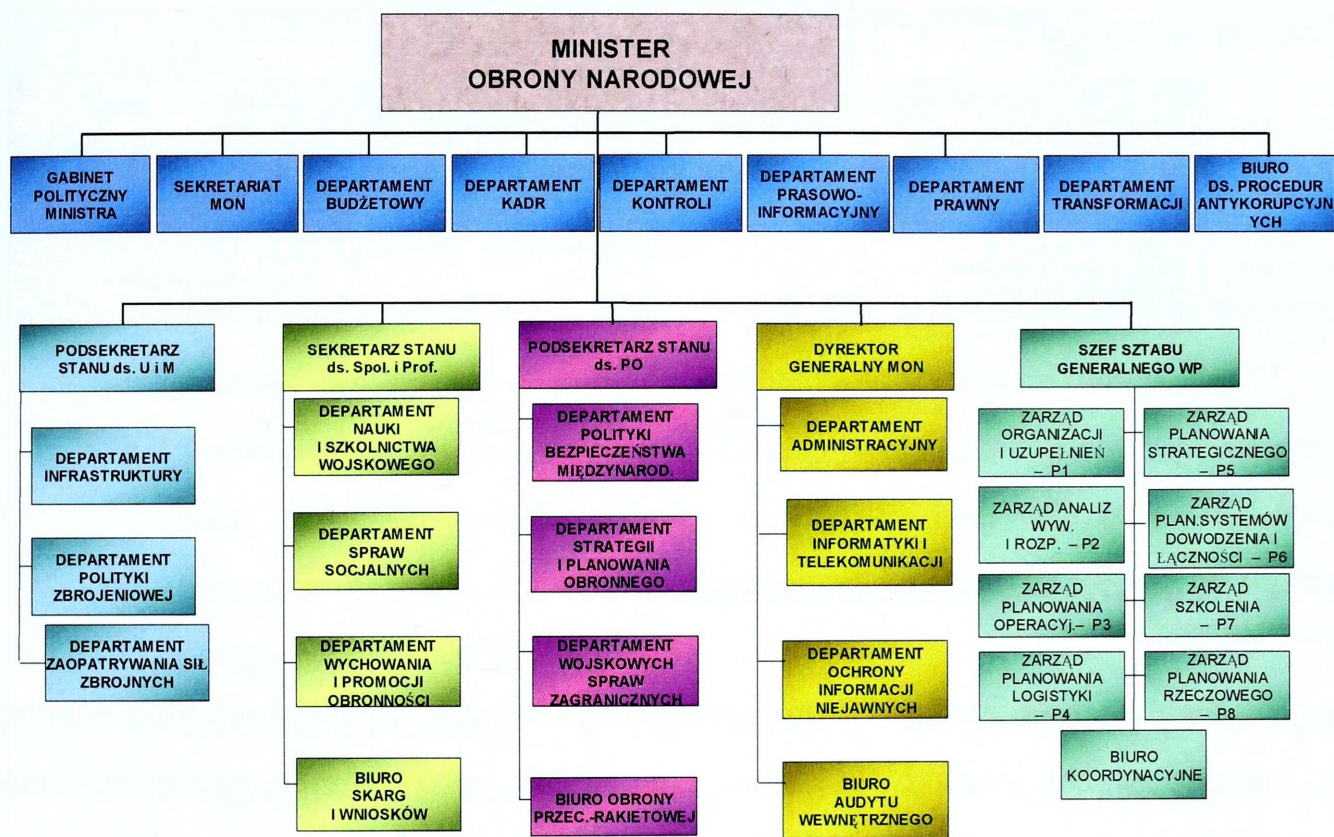 MINISTER
OBRONY NARODOWEJ
GABINET
POLITYCZNY
MINISTRA
SEKRETARIAT
MON
DEPARTAMENT
BUDŻETOWY
DEPARTAMENT
KADR
DEPARTAMENT
KONTROLI
DEPARTAMENT
PRASOWO-
INFORMACYJNY
DEPARTAMENT
PRAWNY
DEPARTAMENT
TRANSFORMACJI
BIURO
DS. PROCEDUR
ANTYKORUPCYJN
YCH
PODSEKRETARZ
STANU ds. U i M
DEPARTAMENT
INFRASTRUKTURY
DEPARTAMENT
POLITYKI
ZBROJENIOWEJ
DEPARTAMENT
ZAOPATRYWANIA SIŁ
ZBROJNYCH
SEKRETARZ STANU
ds. Spol. i Prof.
DEPARTAMENT
NAUKI
I SZKOLNICTWA
WOJSKOWEGO
DEPARTAMENT
SPRAW
SOCJALNYCH
DEPARTAMENT
WYCHOWANIA
I PROMOCJI
OBRONNOŚCI
BIURO
SKARG
I WNIOSKÓW
PODSEKRETARZ STANU
ds. PO
DEPARTAMENT
POLITYKI
BEZPIECZEŃSTWA
MIĘDZYNAROD.
DEPARTAMENT
STRATEGII
I PLANOWANIA
OBRONNEGO
DEPARTAMENT
WOJSKOWYCH
SPRAW
ZAGRANICZNYCH
BIURO OBRONY
PRZEC.-RAKIETOWEJ
DYREKTOR
GENERALNY MON
DEPARTAMENT
ADMINISTRACYJNY
DEPARTAMENT
INFORMATYKI I
TELEKOMUNIKACJI
DEPARTAMENT
OCHRONY
INFORMACJI
NIEJAWNYCH
BIURO
AUDYTU
WEWNĘTRZNEGO
SZEF SZTABU
GENERALNEGO WP
ZARZĄD
ORGANIZACJI
I UZUPEŁNIEŃ
– P1
ZARZĄD
PLANOWANIA
STRATEGICZNEGO
– P5
ZARZĄD ANALIZ
WYW.
I ROZP. – P2
ZARZĄD
PLAN.SYSTEMÓW
DOWODZENIA I
ŁĄCZNOŚCI – P6
ZARZĄD
PLANOWANIA
OPERACYj.– P3
ZARZĄD
SZKOLENIA
– P7
ZARZĄD
PLANOWANIA
LOGISTYKI
– P4
ZARZĄD
PLANOWANIA
RZECZOWEGO
– P8
BIURO
KOORDYNACYJNE